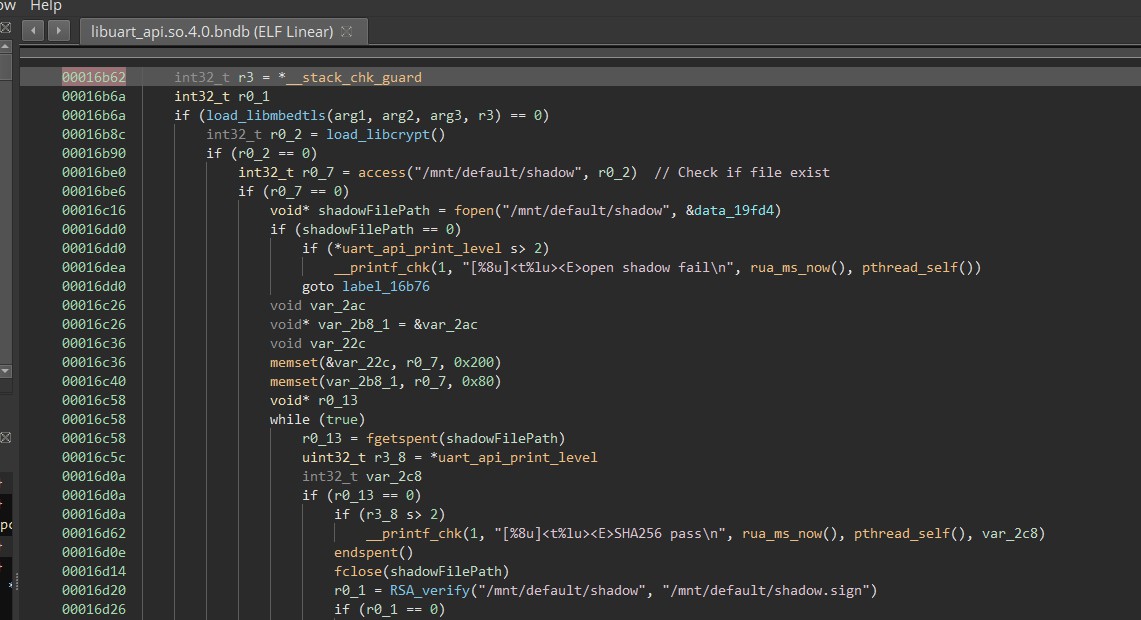 ow Help
libuart_api.so.4.0.bndb (ELF Linear)
00016b62 int32_t r3 = *__stack_chk_guard
00016b6a int32_t r0_1
00016b6a if (load_libmbedtls(arg1, arg2, arg3, r3) == 0)
00016b8c int32_t r0_2 = load_libcrypt()
00016b90 if (r0_2 == 0)
00016be0 int32_t r0_7 = access("/mnt/default/shadow", r0_2) // Check if file exist
00016be6 if (r0_7 == 0)
00016c16 void* shadowFilePath = fopen("/mnt/default/shadow", &data_19fd4)
00016dd0 if (shadowFilePath == 0)
00016dd0 if (*uart_api_print_level s> 2)
00016dea __printf_chk(1, "[%8u]<t%lu><E>open shadow fail\n", rua_ms_now(), pthread_self())
00016dd0 goto label_16b76
00016c26 void var_2ac
00016c26 void* var_2b8_1 = &var_2ac
00016c36 void var_22c
00016c36 memset(&var_22c, r0_7, 0x200)
00016c40 memset(var_2b8_1, r0_7, 0x80)
00016c58 void* r0_13
00016c58 while (true)
00016c58 r0_13 = fgetspent(shadowFilePath)
00016c5c uint32_t r3_8 = *uart_api_print_level
00016d0a int32_t var_2c8
00016d0a if (r0_13 == 0)
00016d0a if (r3_8 s> 2)
00016d62 __printf_chk(1, "[%8u]<t%lu><E>SHA256 pass\n", rua_ms_now(), pthread_self(), var_2c8)
00016d0e endspent()
00016d14 fclose(shadowFilePath)
00016d20 r0_1 = RSA_verify("/mnt/default/shadow", "/mnt/default/shadow.sign")
00016d26 if (r0_1 == 0)